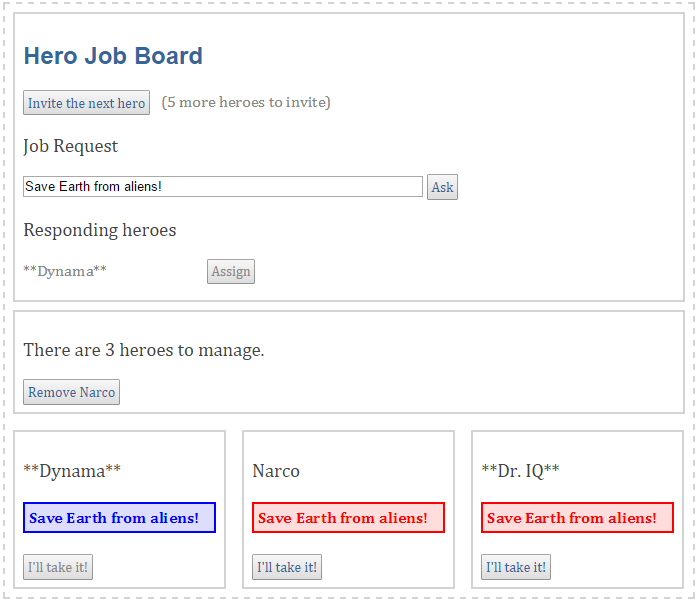 Hero Job Board
Invite the next hero (5 more heroes to invite)
Job Request
Save Earth from aliens! Ask
Responding heroes
**Dynama** Assign
There are 3 heroes to manage.
Remove Narco
**Dynama** Narco **Dr. IQ**
Save Earth from aliens! Save Earth from aliens! Save Earth from aliens!
I'll take it! I'll take it! I'll take it!